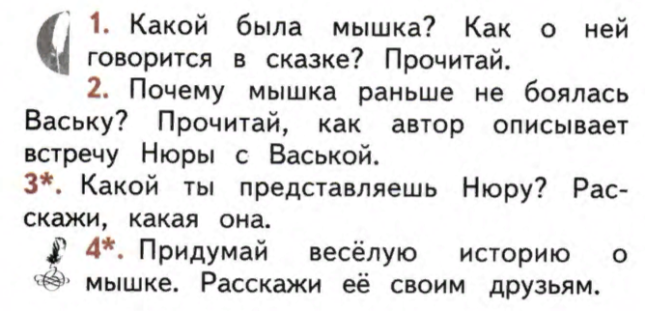 1. Какой была мышка? Как о ней
говорится в сказке? Прочитай.
2. Почему мышка раньше не боялась
Ваську? Прочитай, как автор описывает
встречу Нюры с Васькой.
3*. Какой ты представляешь Нюру? Рас-
скажи, какая она.
4*. Придумай весёлую историю о
мышке. Расскажи её своим друзьям.